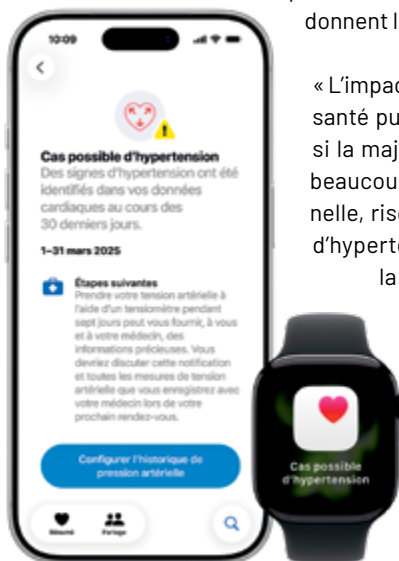 donnent l
« L’impac
santé pu
si la maj
beaucou
nelle, ris
d’hyperte
la
10:09
Cas possible d’hypertension
Des signes d’hypertension ont été
identifiés dans vos données
cardiaques au cours des
30 derniers jours.
1–31 mars 2025
Étapes suivantes
Prendre votre tension artérielle à
l’aide d’un tensiomètre pendant
sept jours peut vous fournir, à vous
et à votre médecin, des
informations précieuses. Vous
devriez discuter cette notification
et toutes les mesures de tension
artérielle que vous enregistrez avec
votre médecin lors de votre
prochain rendez-vous.
Configurer l’historique de
pression artérielle
Résumé
Partage
Cas possible
d’hypertension